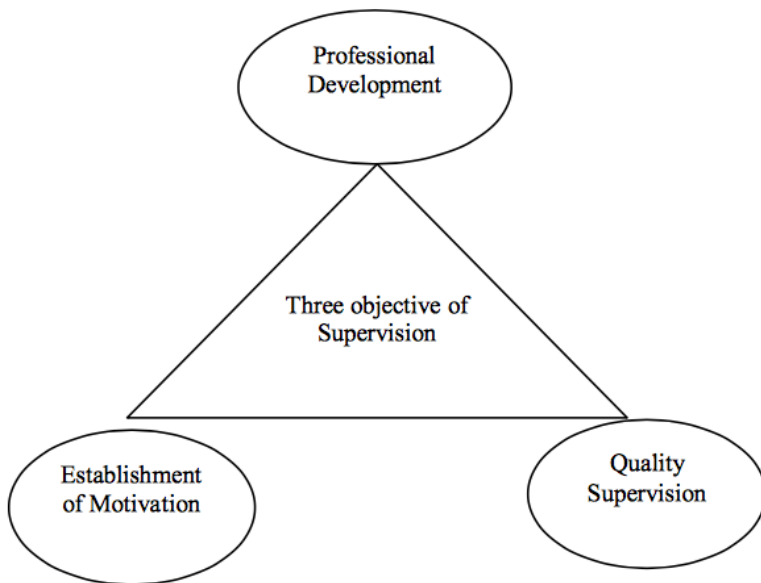 Professional
Development
Three objective of
Supervision
Establishment
of Motivation
Quality
Supervision